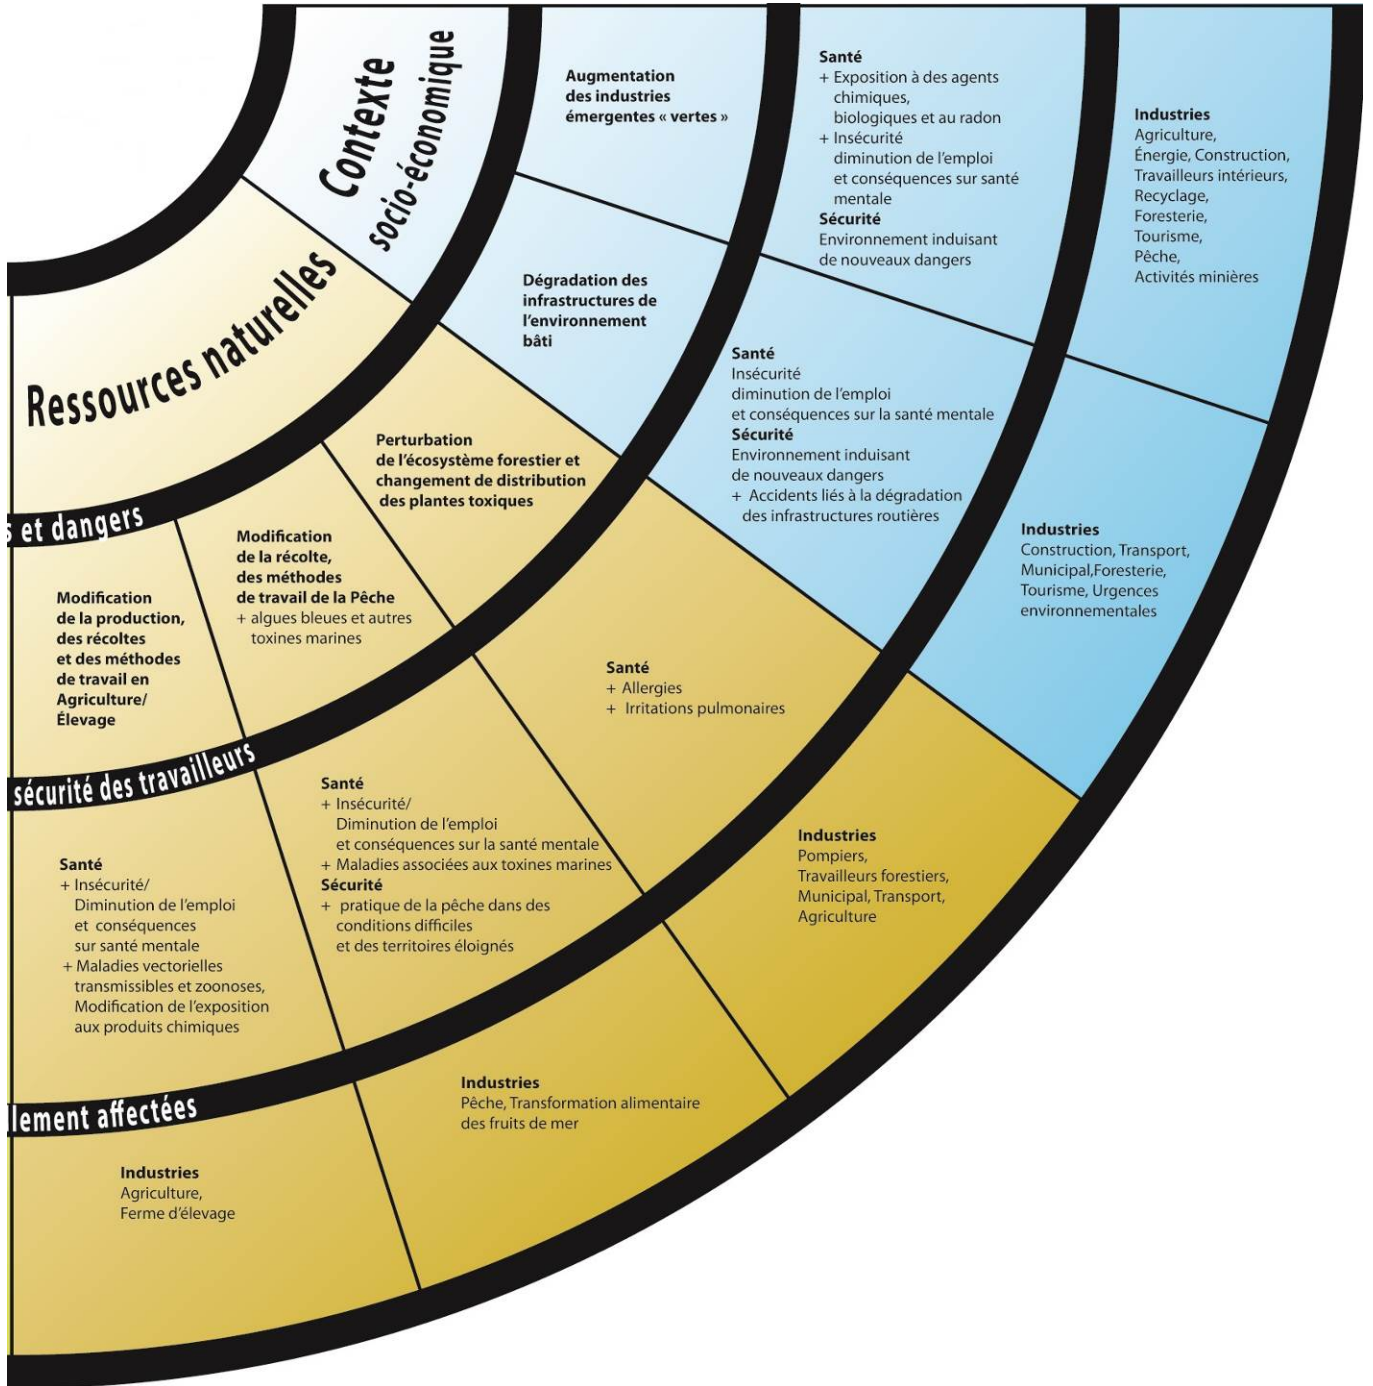 Contexte
socio-économique
Augmentation
des industries
émergentes « vertes »
Santé
+ Exposition à des agents
chimiques,
biologiques et au radon
+ Insécurité
diminution de l'emploi
et conséquences sur santé
mentale
Sécurité
Environnement induisant
de nouveaux dangers
Industries
Agriculture,
Énergie, Construction,
Travailleurs intérieurs,
Recyclage,
Foresterie,
Tourisme,
Pêche,
Activités minières
Dégradation des
infrastructures de
l'environnement
bâti
Santé
Insécurité
diminution de l'emploi
et conséquences sur la santé mentale
Sécurité
Environnement induisant
de nouveaux dangers
+ Accidents liés à la dégradation
des infrastructures routières
Industries
Construction, Transport,
Municipal,Foresterie,
Tourisme, Urgences
environnementales
Ressources naturelles
Perturbation
de l'écosystème forestier et
changement de distribution
des plantes toxiques
Santé
+ Allergies
+ Irritations pulmonaires
Industries
Pompiers,
Travailleurs forestiers,
Municipal, Transport,
Agriculture
s et dangers
Modification
de la récolte,
des méthodes
de travail de la Pêche
+ algues bleues et autres
toxines marines
Santé
+ Insécurité/
Diminution de l'emploi
et conséquences sur la santé mentale
+ Maladies associées aux toxines marines
Sécurité
+ pratique de la pêche dans des
conditions difficiles
et des territoires éloignés
Industries
Pêche, Transformation alimentaire
des fruits de mer
Modification
de la production,
des récoltes
et des méthodes
de travail en
Agriculture/
Élevage
sécurité des travailleurs
Santé
+ Insécurité/
Diminution de l'emploi
et conséquences
sur santé mentale
+ Maladies vectorielles
transmissibles et zoonoses,
Modification de l'exposition
aux produits chimiques
llement affectées
Industries
Agriculture,
Ferme d'élevage